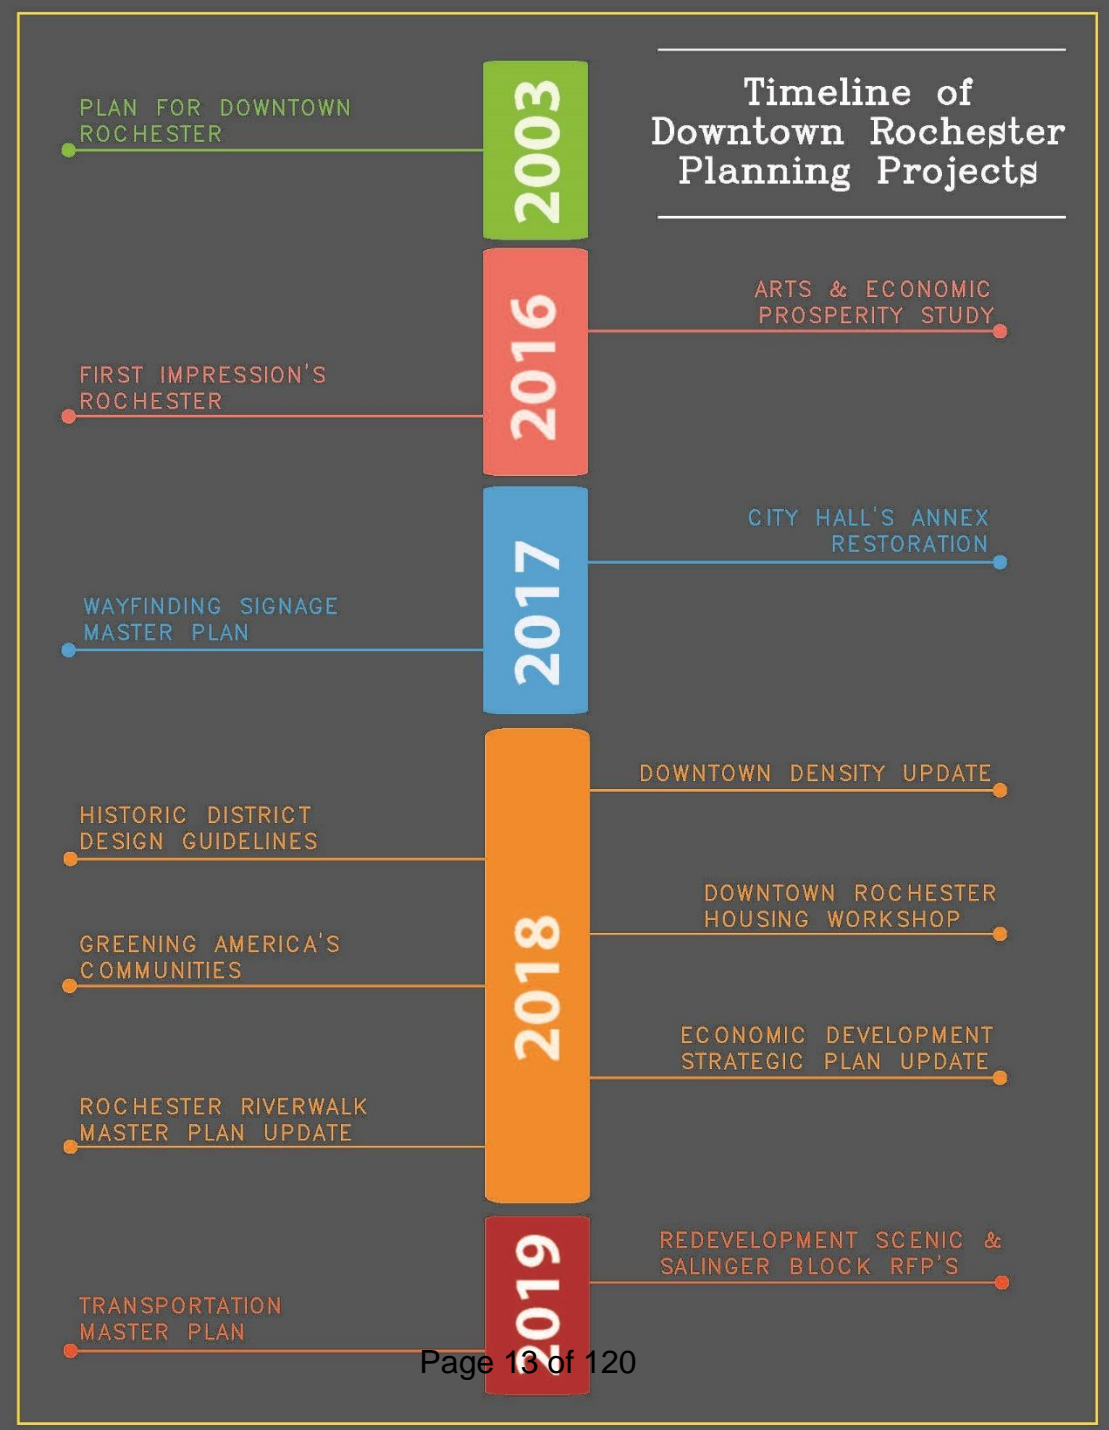 Timeline of
Downtown Rochester
Planning Projects
2003
PLAN FOR DOWNTOWN
ROCHESTER
2016
ARTS & ECONOMIC
PROSPERITY STUDY
FIRST IMPRESSION'S
ROCHESTER
2017
CITY HALL'S ANNEX
RESTORATION
WAYFINDING SIGNAGE
MASTER PLAN
2018
DOWNTOWN DENSITY UPDATE
HISTORIC DISTRICT
DESIGN GUIDELINES
DOWNTOWN ROCHESTER
HOUSING WORKSHOP
GREENING AMERICA'S
COMMUNITIES
ECONOMIC DEVELOPMENT
STRATEGIC PLAN UPDATE
ROCHESTER RIVERWALK
MASTER PLAN UPDATE
2019
REDEVELOPMENT SCENIC &
SALINGER BLOCK RFP'S
TRANSPORTATION
MASTER PLAN
Page 13 of 120